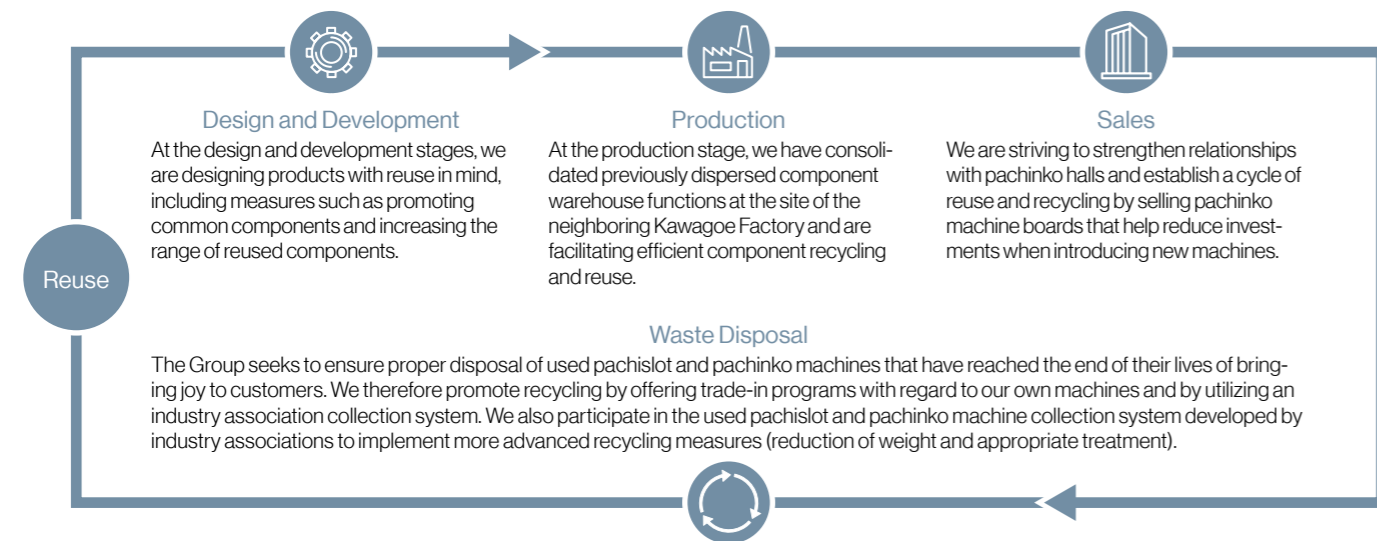 Design and Development
At the design and development stages, we
are designing products with reuse in mind,
including measures such as promoting
common components and increasing the
range of reused components.
Production
At the production stage, we have consoli-
dated previously dispersed component
warehouse functions at the site of the
neighboring Kawagoe Factory and are
facilitating efficient component recycling
and reuse.
Sales
We are striving to strengthen relationships
with pachinko halls and establish a cycle of
reuse and recycling by selling pachinko
machine boards that help reduce invest-
ments when introducing new machines.
Reuse
Waste Disposal
The Group seeks to ensure proper disposal of used pachislot and pachinko machines that have reached the end of their lives of bring-
ing joy to customers. We therefore promote recycling by offering trade-in programs with regard to our own machines and by utilizing an
industry association collection system. We also participate in the used pachislot and pachinko machine collection system developed by
industry associations to implement more advanced recycling measures (reduction of weight and appropriate treatment).